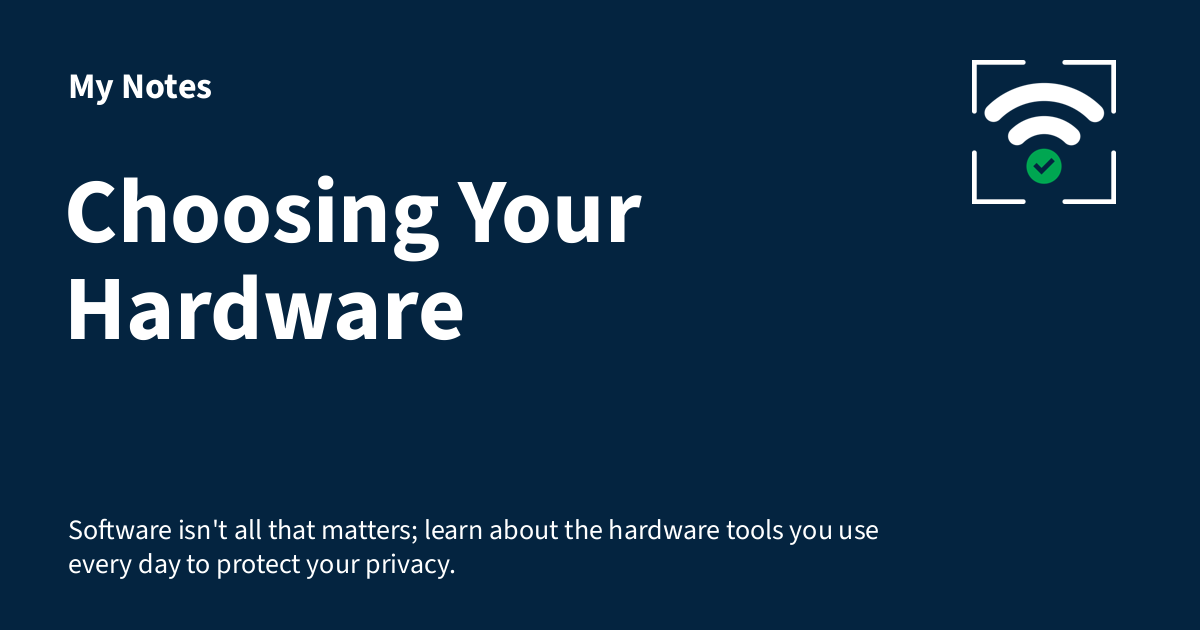 My Notes
Choosing Your
Hardware
Software isn't all that matters; learn about the hardware tools you use
every day to protect your privacy.